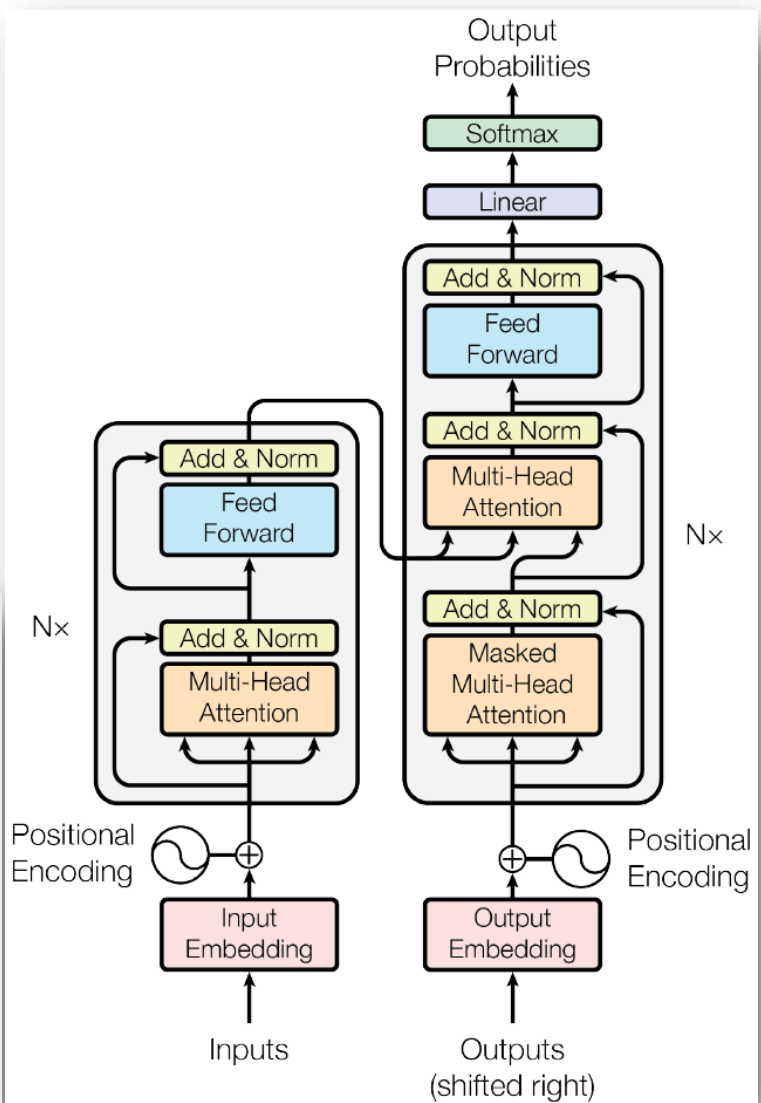 Output
Probabilities
Softmax
Linear
Add & Norm
Feed
Forward
Add & Norm
Multi-Head
Attention
Add & Norm
Masked
Multi-Head
Attention
Nx
Add & Norm
Feed
Forward
Add & Norm
Multi-Head
Attention
Nx
Positional
Encoding
Positional
Encoding
Input
Embedding
Output
Embedding
Inputs
Outputs
(shifted right)